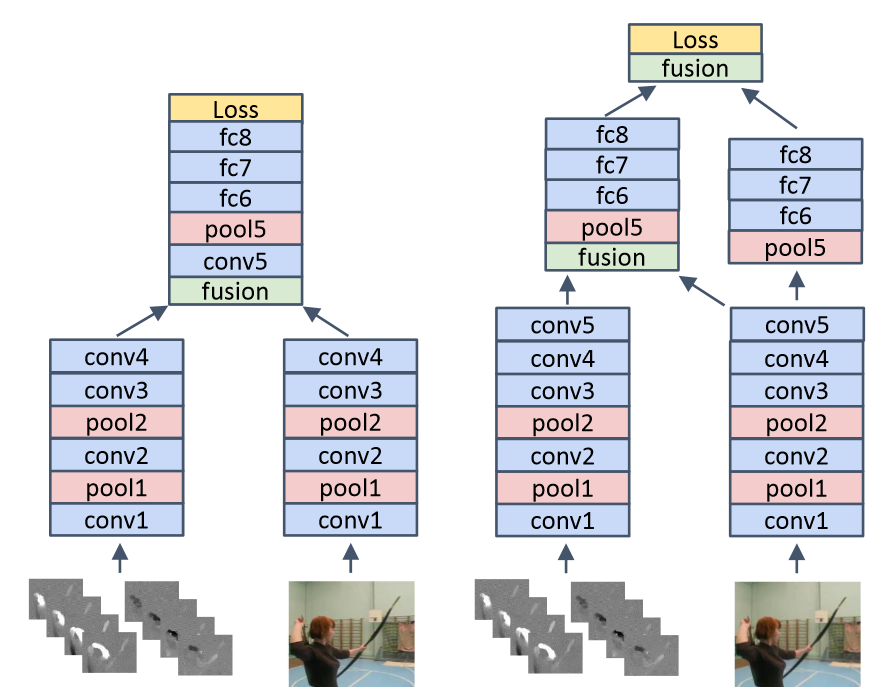 Loss
fc8
fc7
fc6
pool5
conv5
fusion
conv4
conv3
pool2
conv2
pool1
conv1
conv4
conv3
pool2
conv2
pool1
conv1
Loss
fusion
fc8
fc7
fc6
pool5
fusion
fc8
fc7
fc6
pool5
conv5
conv4
conv3
pool2
conv2
pool1
conv1
conv5
conv4
conv3
pool2
conv2
pool1
conv1